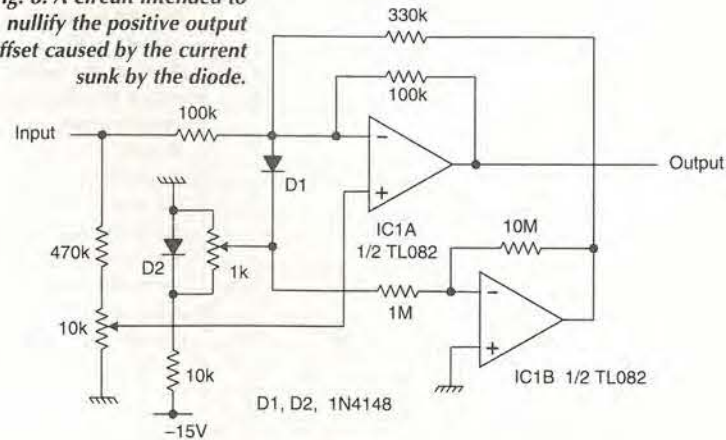 nullify the positive output
offset caused by the current
sunk by the diode.
330k
100k
100k
Input
D1
Output
IC1A
1/2 TL082
10M
470k
D2
1k
1M
10k
10k
IC1B 1/2 TL082
D1, D2, 1N4148
–15V